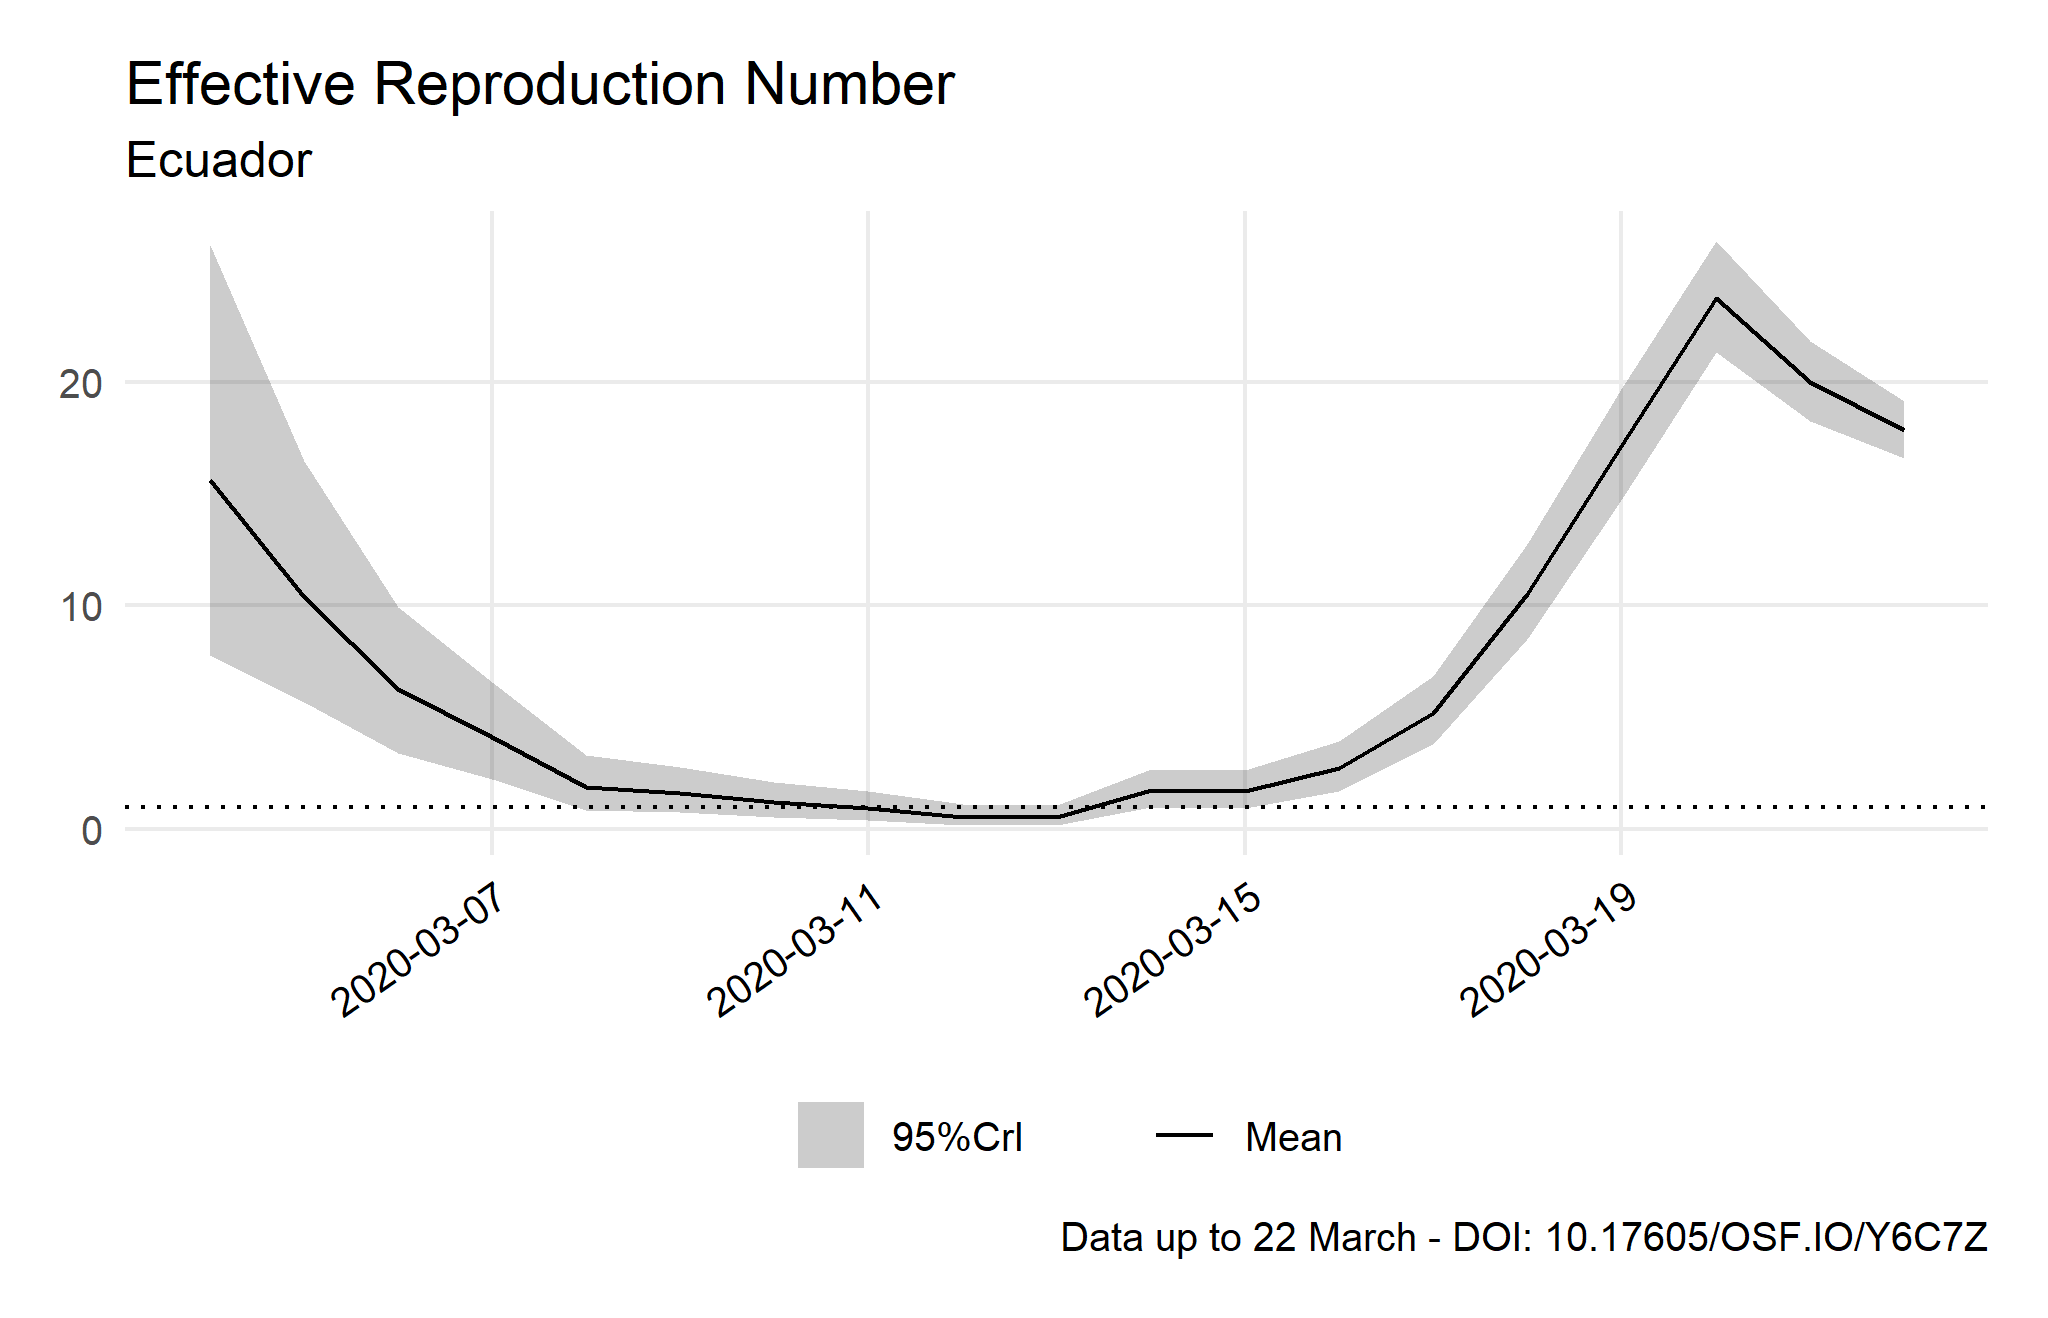 Effective Reproduction Number
Ecuador
20
10
0
2020-03-07
2020-03-11
2020-03-15
2020-03-19
95%CrI
Mean
Data up to 22 March - DOI: 10.17605/OSF.IO/Y6C7Z